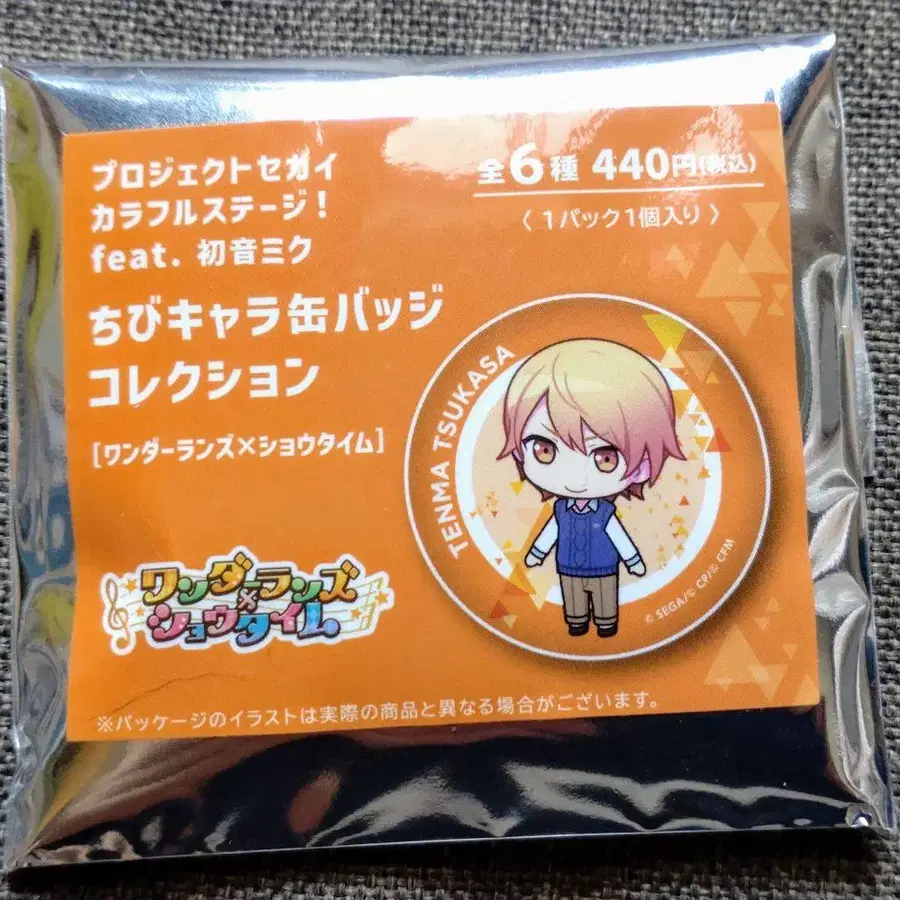 プロジェクトセカイ
カラフルステージ！
feat. 初音ミク
全6種 440円(税込)
〈 1パック1個入り 〉
ちびキャラ缶バッジ
コレクション
[ワンダーランズ×ショウタイム]
TENMA TSUKASA
© SEGA/© CP/© CFM
ワンダーランズ
×
ショウタイム
※パッケージのイラストは実際の商品と異なる場合がございます。